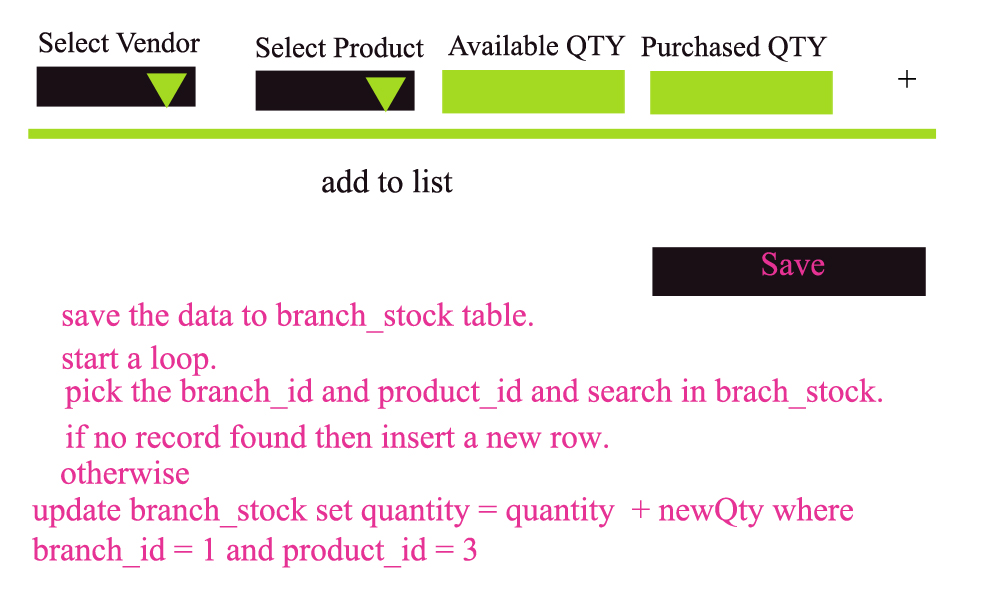 Select Vendor
Select Product
Available QTY
Purchased QTY
+
add to list
Save
save the data to branch_stock table.
start a loop.
pick the branch_id and product_id and search in brach_stock.
if no record found then insert a new row.
otherwise
update branch_stock set quantity = quantity + newQty where
branch_id = 1 and product_id = 3